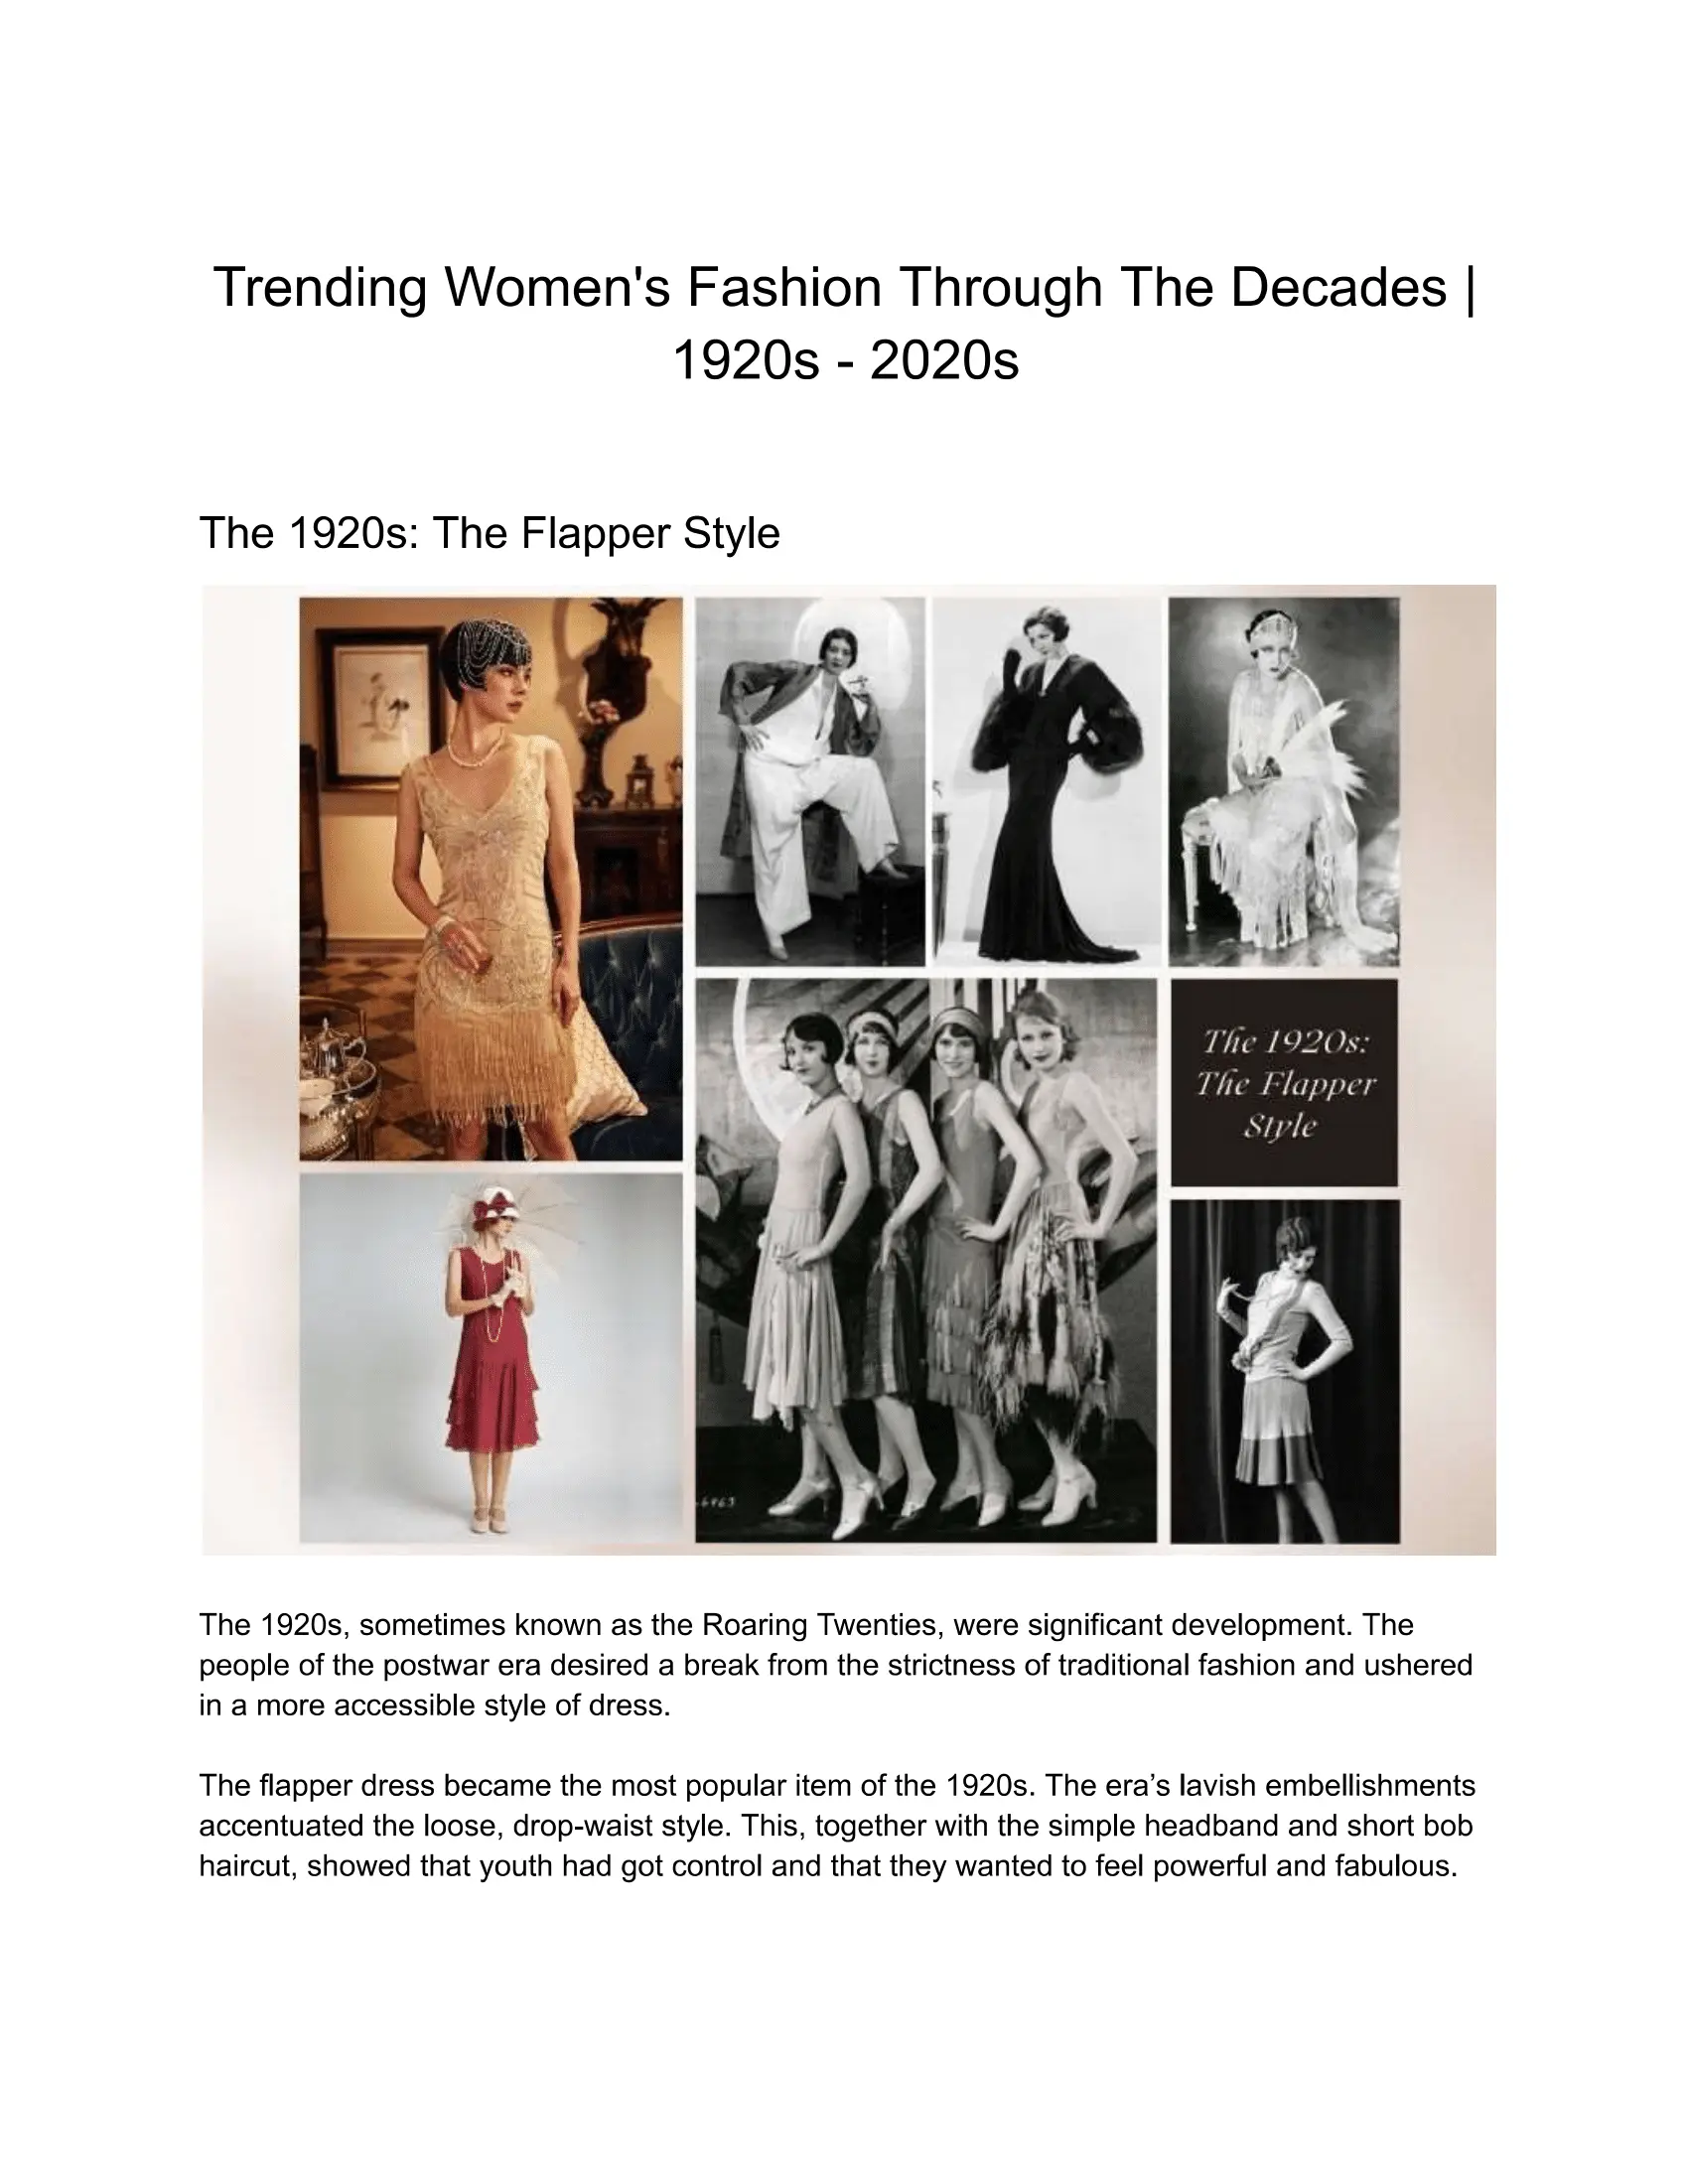 Trending Women's Fashion Through The Decades |
1920s - 2020s
The 1920s: The Flapper Style
The 1920s:
The Flapper
Style
6963
The 1920s, sometimes known as the Roaring Twenties, were significant development. The
people of the postwar era desired a break from the strictness of traditional fashion and ushered
in a more accessible style of dress.
The flapper dress became the most popular item of the 1920s. The era’s lavish embellishments
accentuated the loose, drop-waist style. This, together with the simple headband and short bob
haircut, showed that youth had got control and that they wanted to feel powerful and fabulous.